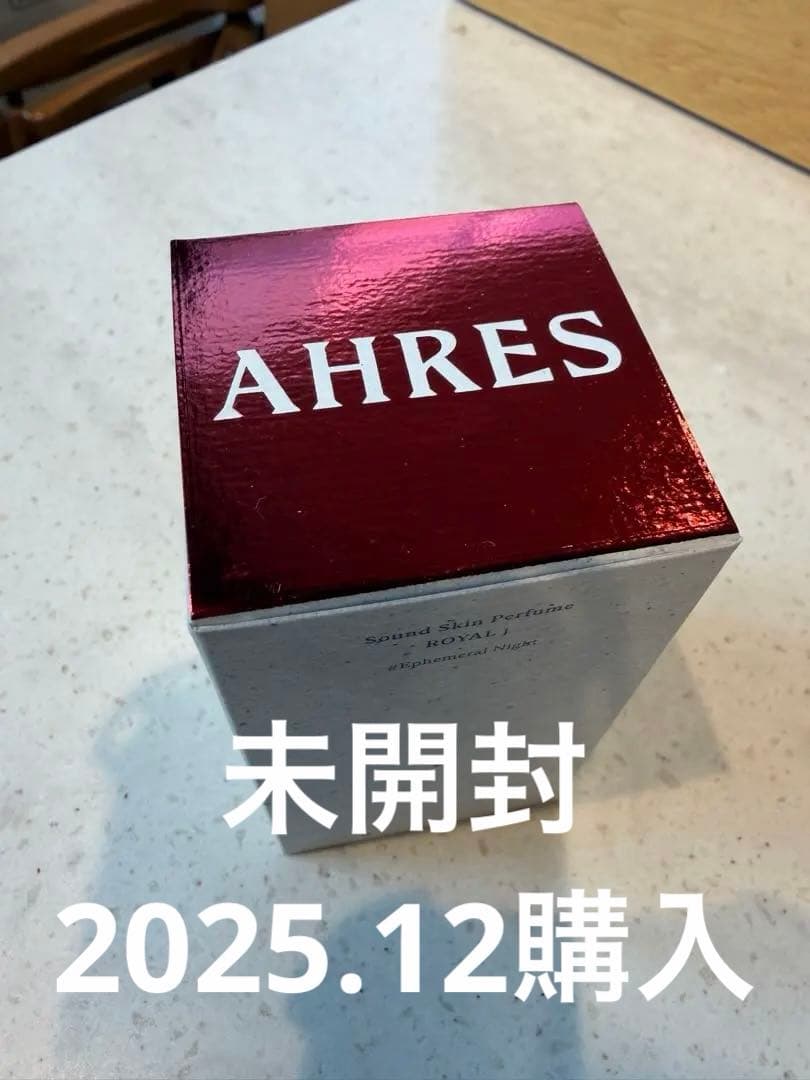 AHRES
Sound Skin Perfume
ROYAL i
#Ephemeral Night
未開封
2025.12購入